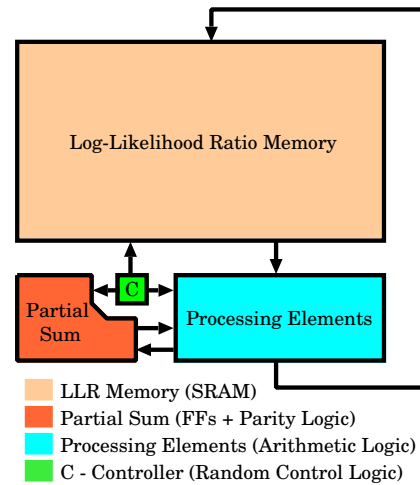 Log-Likelihood Ratio Memory
C
Partial
Sum
Processing Elements
LLR Memory (SRAM)
Partial Sum (FFs + Parity Logic)
Processing Elements (Arithmetic Logic)
C - Controller (Random Control Logic)